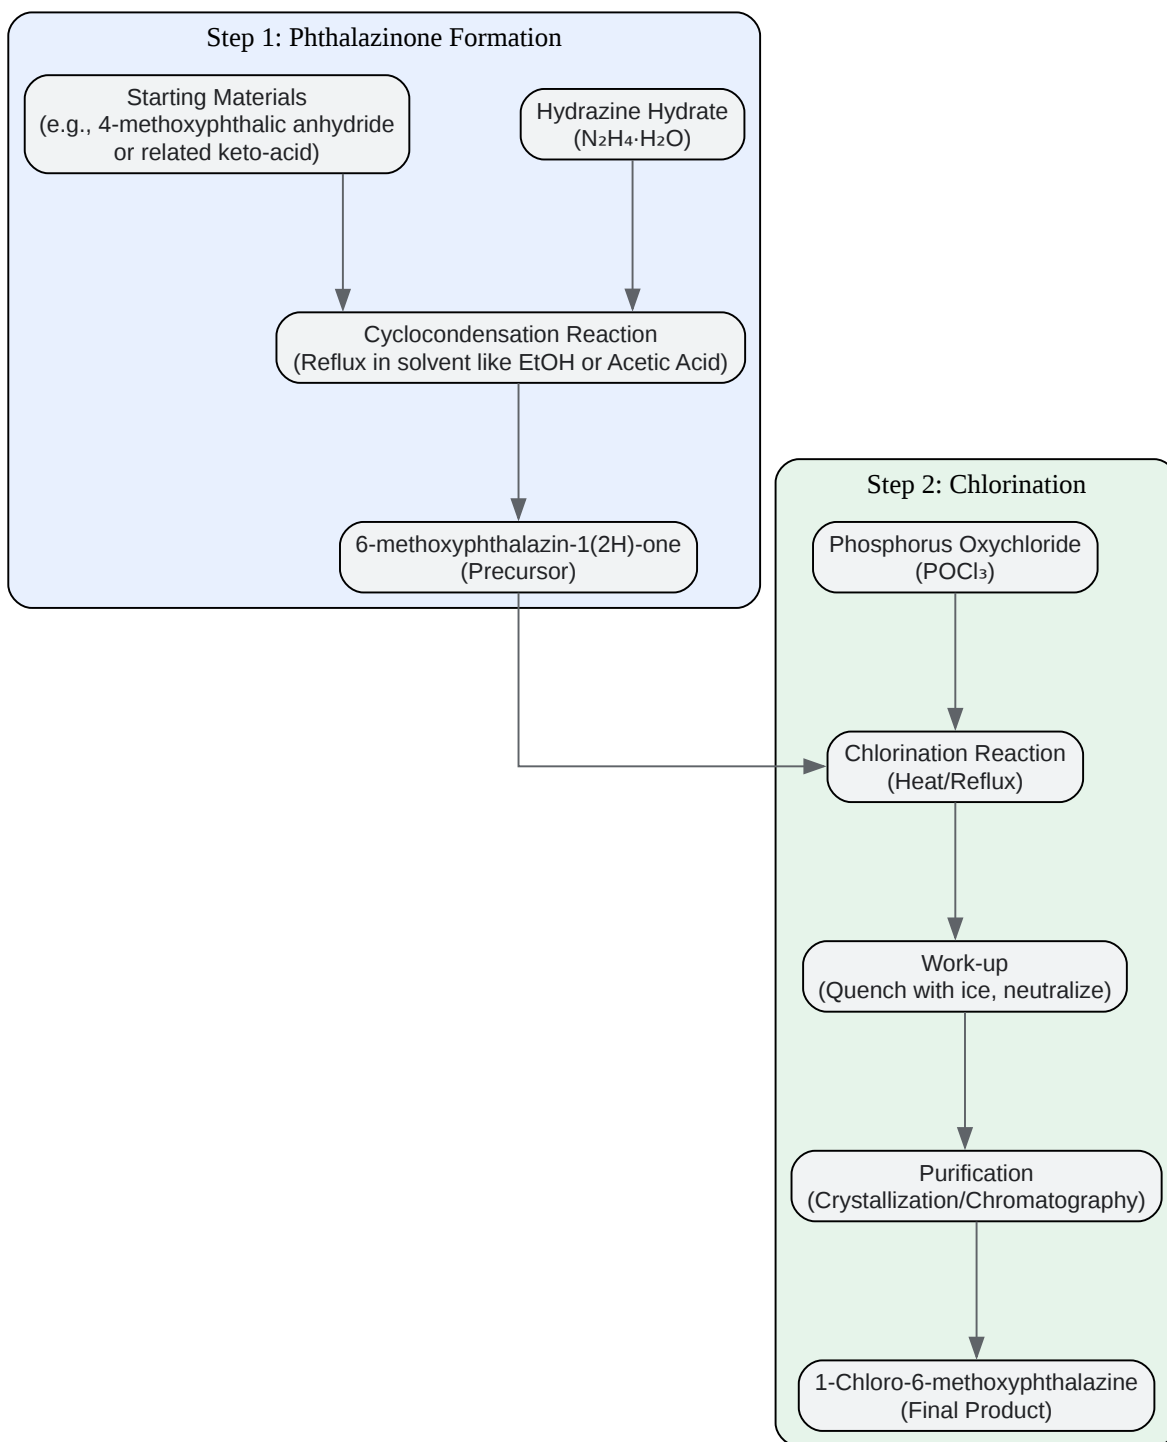 Step 1: Phthalazinone Formation
Starting Materials
(e.g., 4-methoxyphthalic anhydride
or related keto-acid)
Hydrazine Hydrate
(N₂H₄·H₂O)
Cyclocondensation Reaction
(Reflux in solvent like EtOH or Acetic Acid)
6-methoxyphthalazin-1(2H)-one
(Precursor)
Step 2: Chlorination
Phosphorus Oxychloride
(POCl₃)
Chlorination Reaction
(Heat/Reflux)
Work-up
(Quench with ice, neutralize)
Purification
(Crystallization/Chromatography)
1-Chloro-6-methoxyphthalazine
(Final Product)